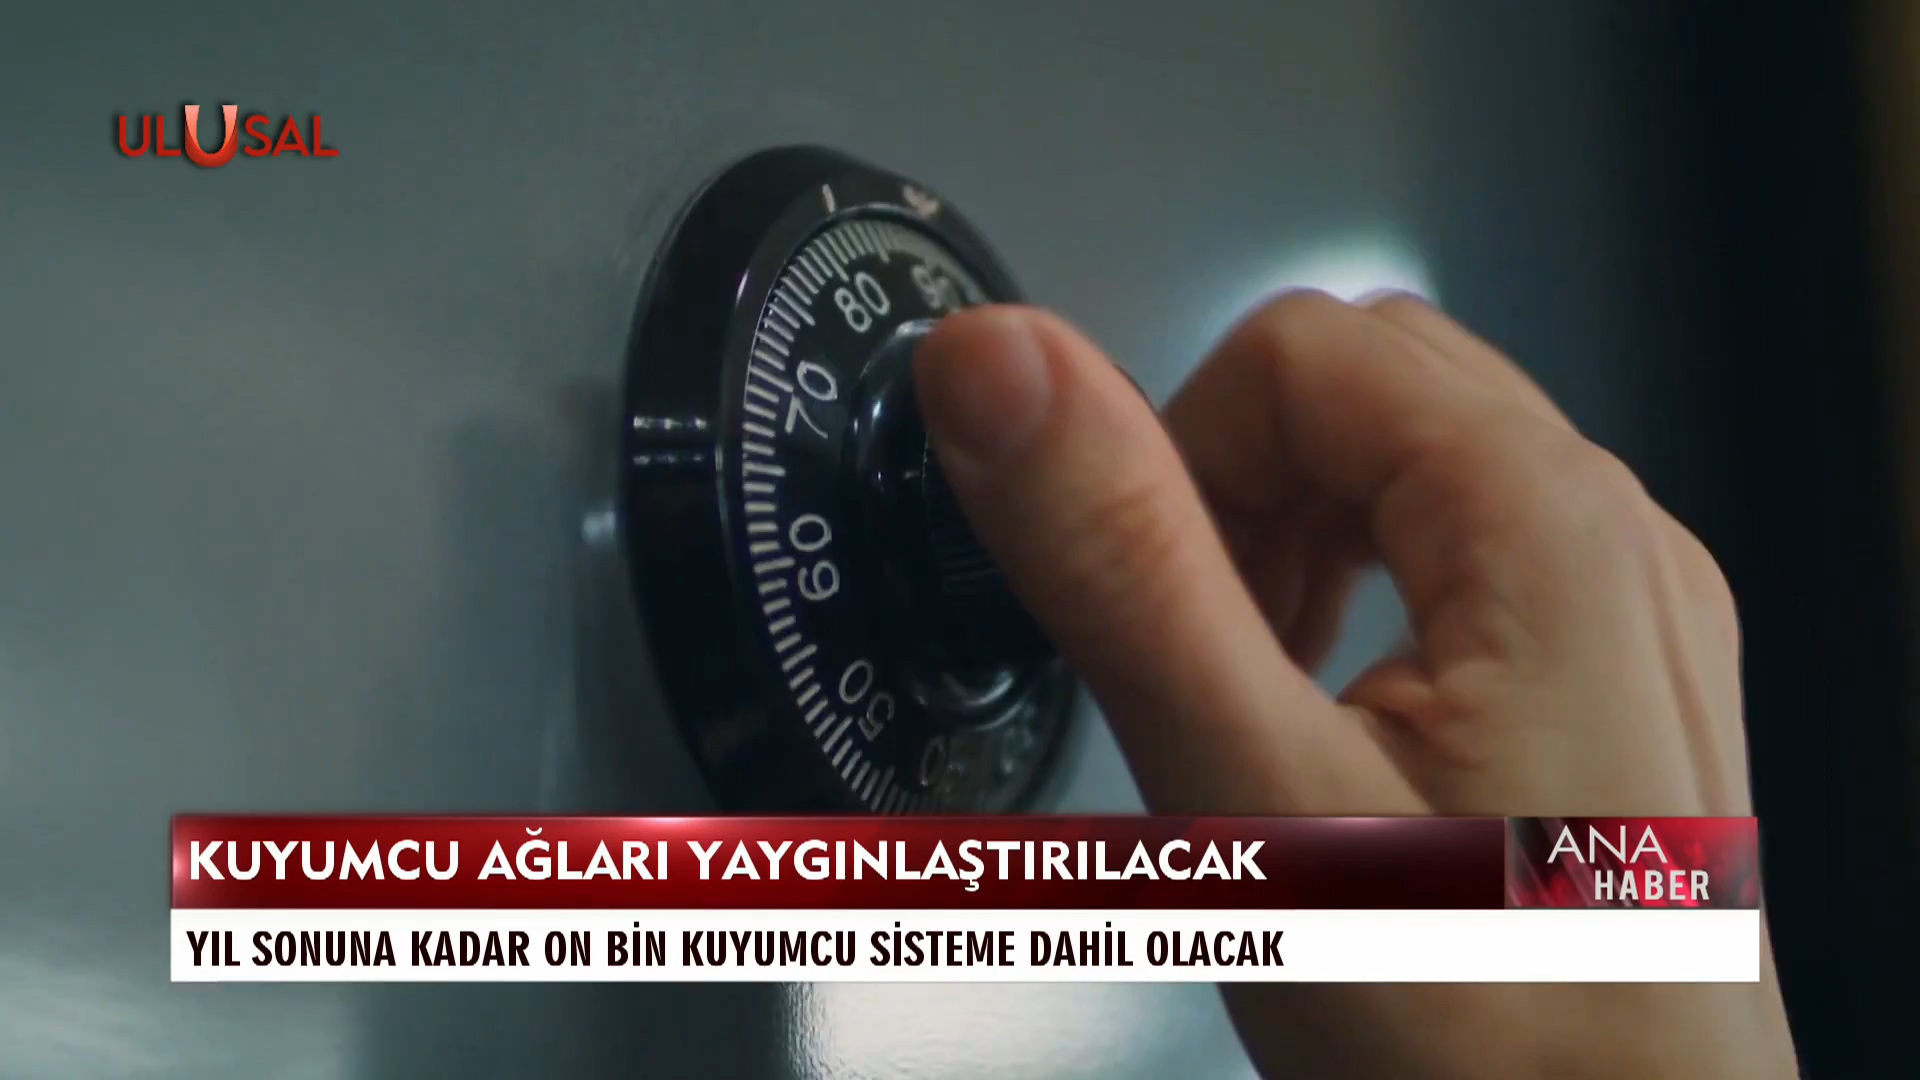 ULUSAL
80
90
70
60
50
KUYUMCU AĞLARI YAYGINLAŞTIRILACAK
ANA
HABER
YIL SONUNA KADAR ON BİN KUYUMCU SİSTEME DAHİL OLACAK